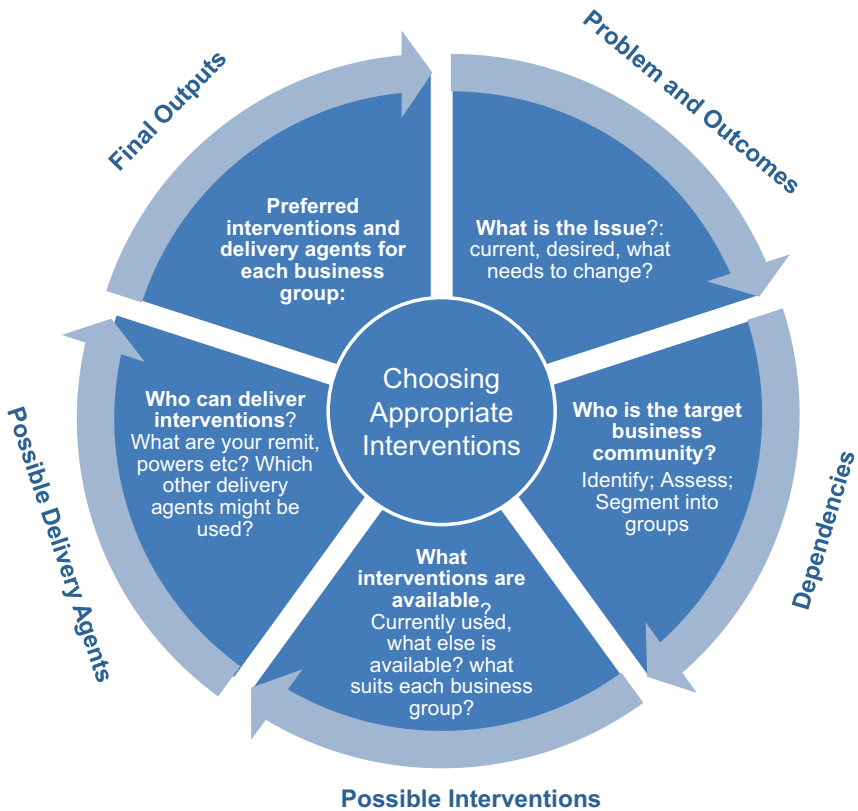 Problem and Outcomes
What is the Issue?:
current, desired, what
needs to change?
Dependencies
Who is the target
business
community?
Identify; Assess;
Segment into
groups
Possible Interventions
What
interventions are
available?
Currently used,
what else is
available? what
suits each business
group?
Possible Delivery Agents
Who can deliver
interventions?
What are your remit,
powers etc? Which
other delivery
agents might be
used?
Final Outputs
Preferred
interventions and
delivery agents for
each business
group:
Choosing
Appropriate
Interventions